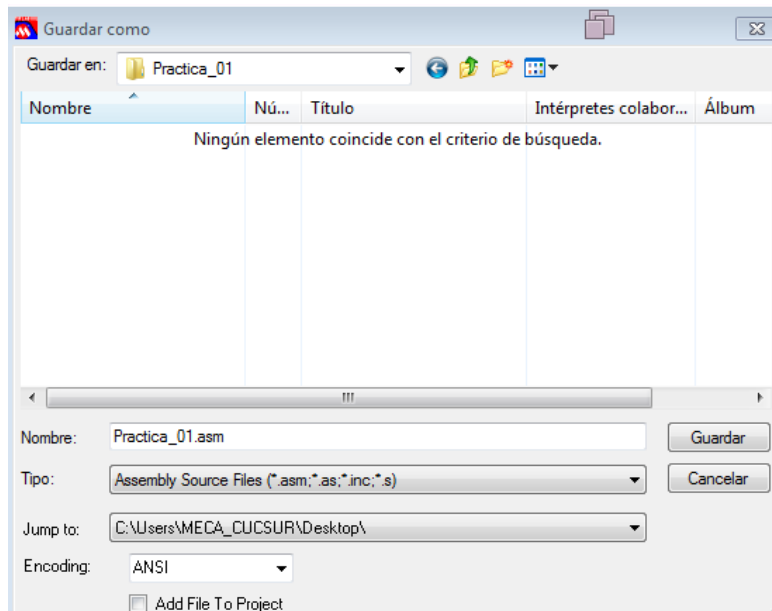 Guardar como
Guardar en: Practica_01
Nombre Nú... Título Intérpretes colabor... Álbum
Ningún elemento coincide con el criterio de búsqueda.
Nombre: Practica_01.asm Guardar
Tipo: Assembly Source Files (*.asm;*.as;*.inc;*.s) Cancelar
Jump to: C:\Users\MECA_CUCSUR\Desktop\
Encoding: ANSI
Add File To Project